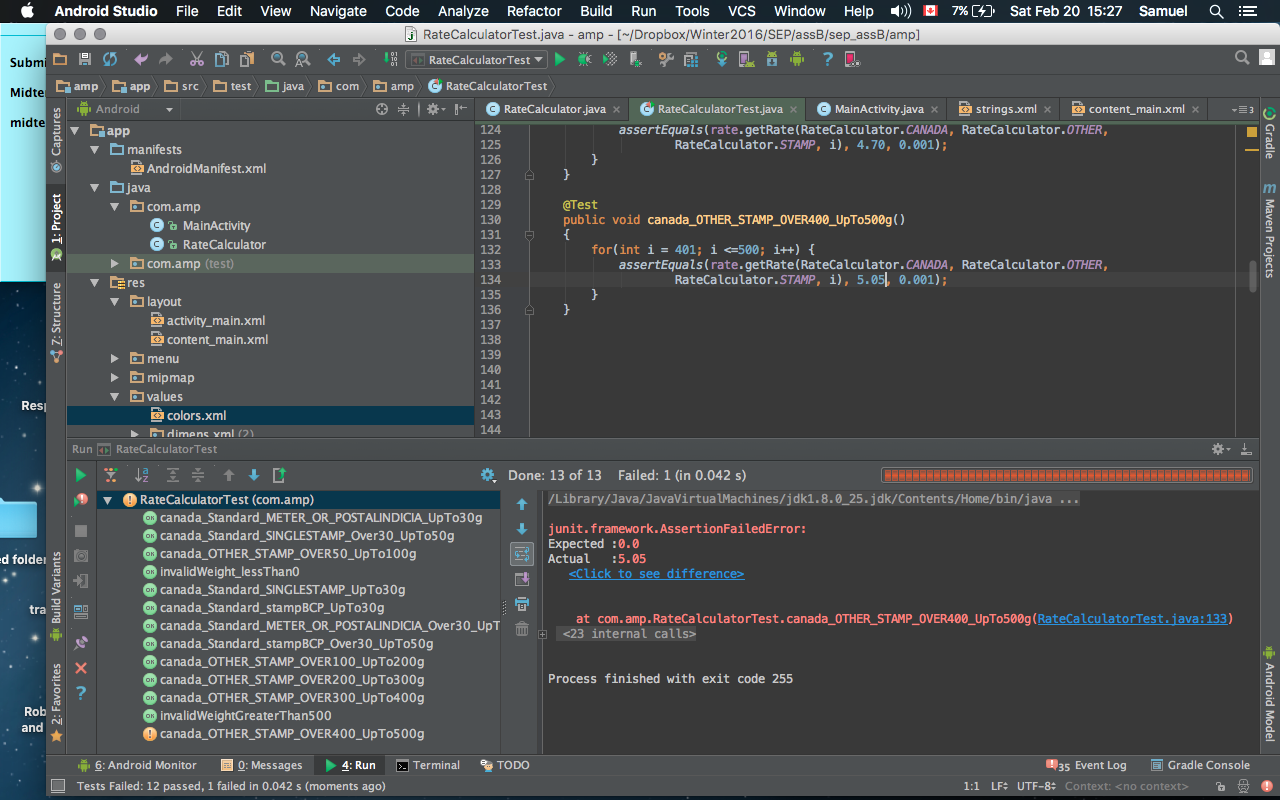 Android Studio File Edit View Navigate Code Analyze Refactor Build Run Tools VCS Window Help 7% Sat Feb 20 15:27 Samuel
RateCalculatorTest.java - amp - [~/Dropbox/Winter2016/SEP/assB/sep_assB/amp]
RateCalculatorTest
amp app src test java com amp RateCalculatorTest
Android
RateCalculator.java RateCalculatorTest.java MainActivity.java strings.xml content_main.xml
Submi
Midte
midte
Resp
ed folder
tra
Rob
and
Captures
1: Project
Z: Structure
Build Variants
2: Favorites
app
manifests
AndroidManifest.xml
java
com.amp
MainActivity
RateCalculator
com.amp (test)
res
layout
activity_main.xml
content_main.xml
menu
mipmap
values
colors.xml
dimens.xml (2)
124 assertEquals(rate.getRate(RateCalculator.CANADA, RateCalculator.OTHER,
125 RateCalculator.STAMP, i), 4.70, 0.001);
126 }
127 }
128
129 @Test
130 public void canada_OTHER_STAMP_OVER400_UpTo500g()
131 {
132 for(int i = 401; i <=500; i++) {
133 assertEquals(rate.getRate(RateCalculator.CANADA, RateCalculator.OTHER,
134 RateCalculator.STAMP, i), 5.05, 0.001);
135 }
136 }
137
138
139
140
141
142
143
144
Gradle
Maven Projects
Android Model
Run RateCalculatorTest
Done: 13 of 13 Failed: 1 (in 0.042 s)
RateCalculatorTest (com.amp)
canada_Standard_METER_OR_POSTALINDICIA_UpTo30g
canada_Standard_SINGLESTAMP_Over30_UpTo50g
canada_OTHER_STAMP_OVER50_UpTo100g
invalidWeight_lessThan0
canada_Standard_SINGLESTAMP_UpTo30g
canada_Standard_stampBCP_UpTo30g
canada_Standard_METER_OR_POSTALINDICIA_Over30_UpT
canada_Standard_stampBCP_Over30_UpTo50g
canada_OTHER_STAMP_OVER100_UpTo200g
canada_OTHER_STAMP_OVER200_UpTo300g
canada_OTHER_STAMP_OVER300_UpTo400g
invalidWeightGreaterThan500
canada_OTHER_STAMP_OVER400_UpTo500g
/Library/Java/JavaVirtualMachines/jdk1.8.0_25.jdk/Contents/Home/bin/java ...
junit.framework.AssertionFailedError:
Expected :0.0
Actual :5.05
<Click to see difference>
at com.amp.RateCalculatorTest.canada_OTHER_STAMP_OVER400_UpTo500g(RateCalculatorTest.java:133)
<23 internal calls>
Process finished with exit code 255
6: Android Monitor 0: Messages 4: Run Terminal TODO 35 Event Log Gradle Console
Tests Failed: 12 passed, 1 failed in 0.042 s (moments ago) 1:1 LF UTF-8 Context: <no context>